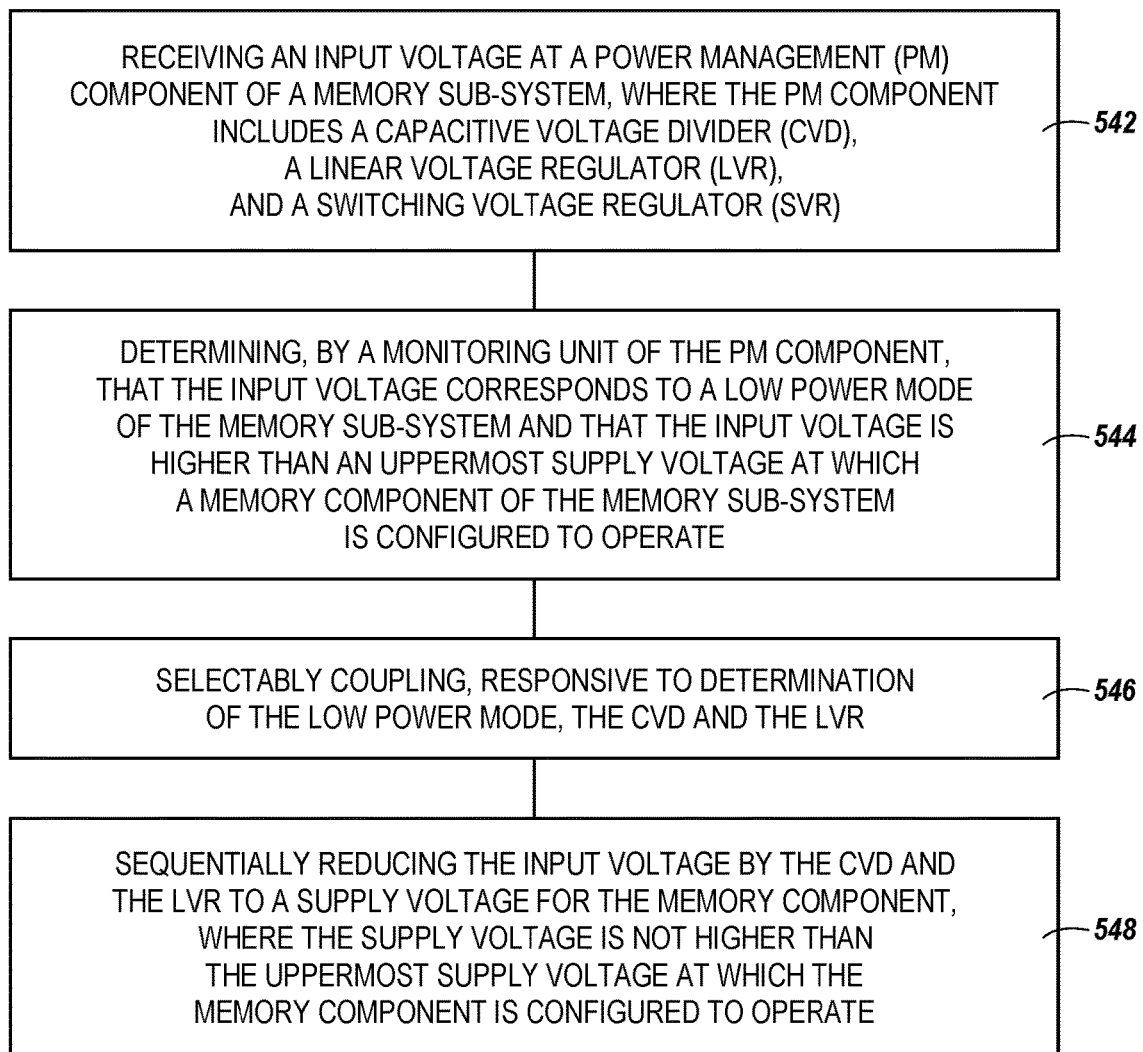 RECEIVING AN INPUT VOLTAGE AT A POWER MANAGEMENT (PM)
COMPONENT OF A MEMORY SUB-SYSTEM, WHERE THE PM COMPONENT
INCLUDES A CAPACITIVE VOLTAGE DIVIDER (CVD),
A LINEAR VOLTAGE REGULATOR (LVR),
AND A SWITCHING VOLTAGE REGULATOR (SVR)
542
DETERMINING, BY A MONITORING UNIT OF THE PM COMPONENT,
THAT THE INPUT VOLTAGE CORRESPONDS TO A LOW POWER MODE
OF THE MEMORY SUB-SYSTEM AND THAT THE INPUT VOLTAGE IS
HIGHER THAN AN UPPERMOST SUPPLY VOLTAGE AT WHICH
A MEMORY COMPONENT OF THE MEMORY SUB-SYSTEM
IS CONFIGURED TO OPERATE
544
SELECTABLY COUPLING, RESPONSIVE TO DETERMINATION
OF THE LOW POWER MODE, THE CVD AND THE LVR
546
SEQUENTIALLY REDUCING THE INPUT VOLTAGE BY THE CVD AND
THE LVR TO A SUPPLY VOLTAGE FOR THE MEMORY COMPONENT,
WHERE THE SUPPLY VOLTAGE IS NOT HIGHER THAN
THE UPPERMOST SUPPLY VOLTAGE AT WHICH THE
MEMORY COMPONENT IS CONFIGURED TO OPERATE
548